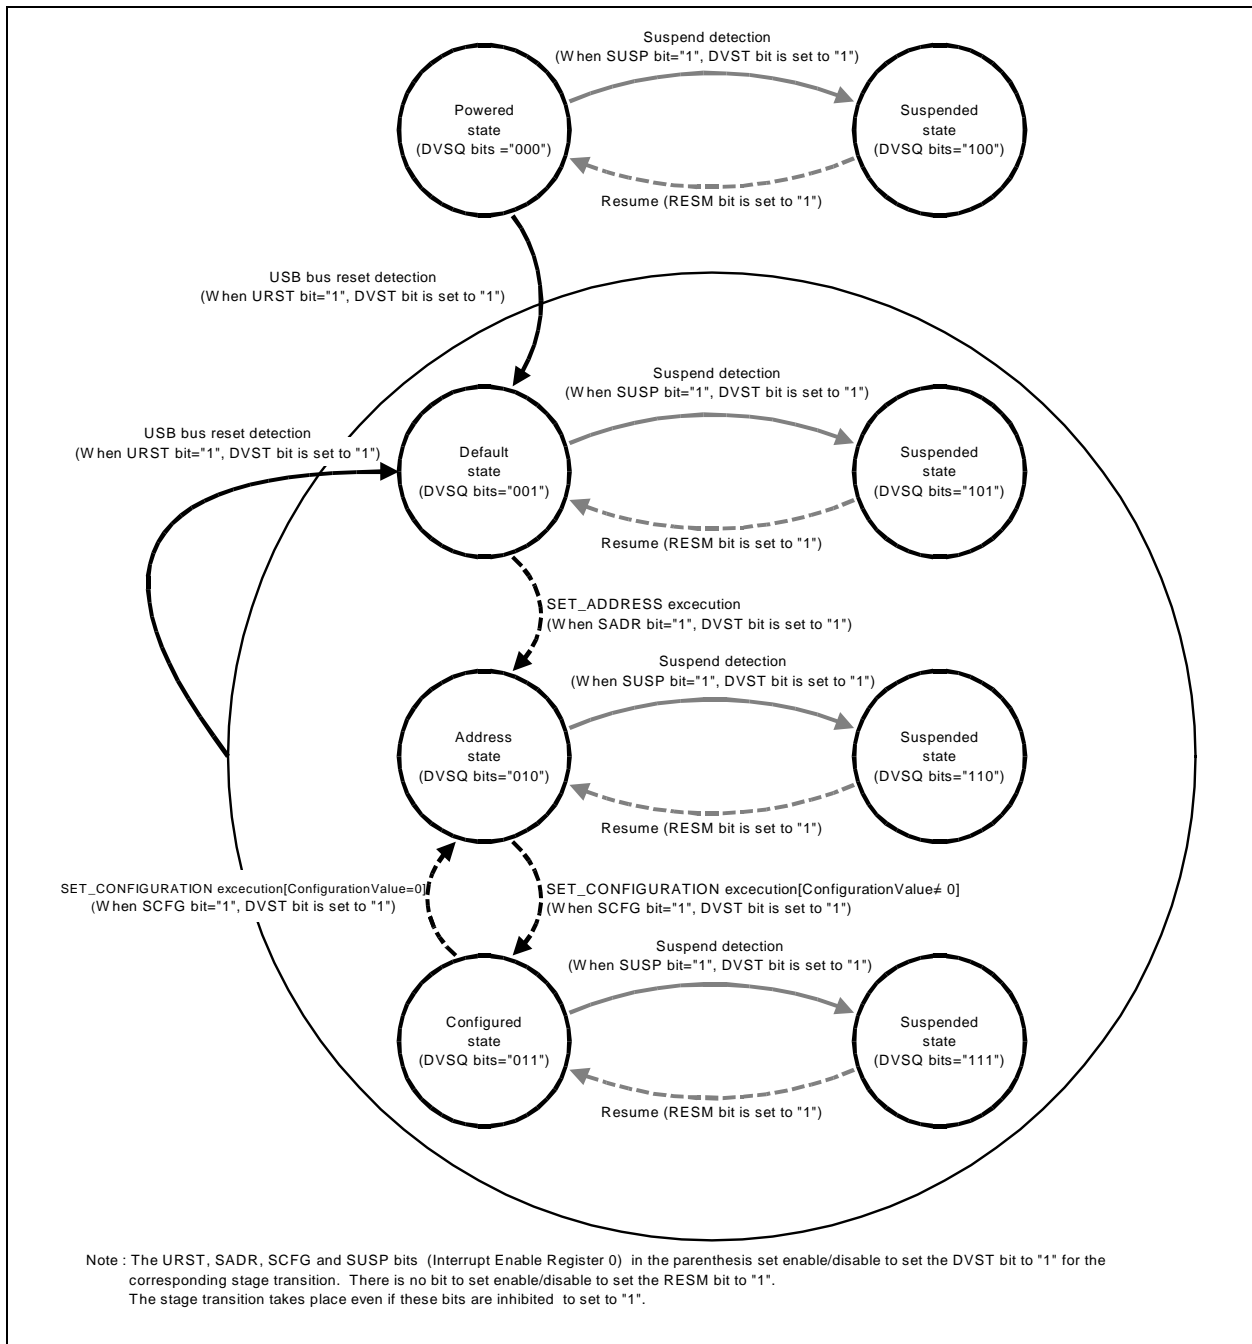 Suspend detection
(When SUSP bit="1", DVST bit is set to "1")
Powered
state
(DVSQ bits ="000")
Suspended
state
(DVSQ bits="100")
Resume (RESM bit is set to "1")
USB bus reset detection
(When URST bit="1", DVST bit is set to "1")
Suspend detection
(When SUSP bit="1", DVST bit is set to "1")
USB bus reset detection
(When URST bit="1", DVST bit is set to "1")
Default
state
(DVSQ bits="001")
Suspended
state
(DVSQ bits="101")
Resume (RESM bit is set to "1")
SET_ADDRESS excecution
(When SADR bit="1", DVST bit is set to "1")
Suspend detection
(When SUSP bit="1", DVST bit is set to "1")
Address
state
(DVSQ bits="010")
Suspended
state
(DVSQ bits="110")
Resume (RESM bit is set to "1")
SET_CONFIGURATION excecution[ConfigurationValue=0]
(When SCFG bit="1", DVST bit is set to "1")
SET_CONFIGURATION excecution[ConfigurationValue≠ 0]
(When SCFG bit="1", DVST bit is set to "1")
Suspend detection
(When SUSP bit="1", DVST bit is set to "1")
Configured
state
(DVSQ bits="011")
Suspended
state
(DVSQ bits="111")
Resume (RESM bit is set to "1")
Note : The URST, SADR, SCFG and SUSP bits (Interrupt Enable Register 0) in the parenthesis set enable/disable to set the DVST bit to "1" for the
corresponding stage transition. There is no bit to set enable/disable to set the RESM bit to "1".
The stage transition takes place even if these bits are inhibited to set to "1".